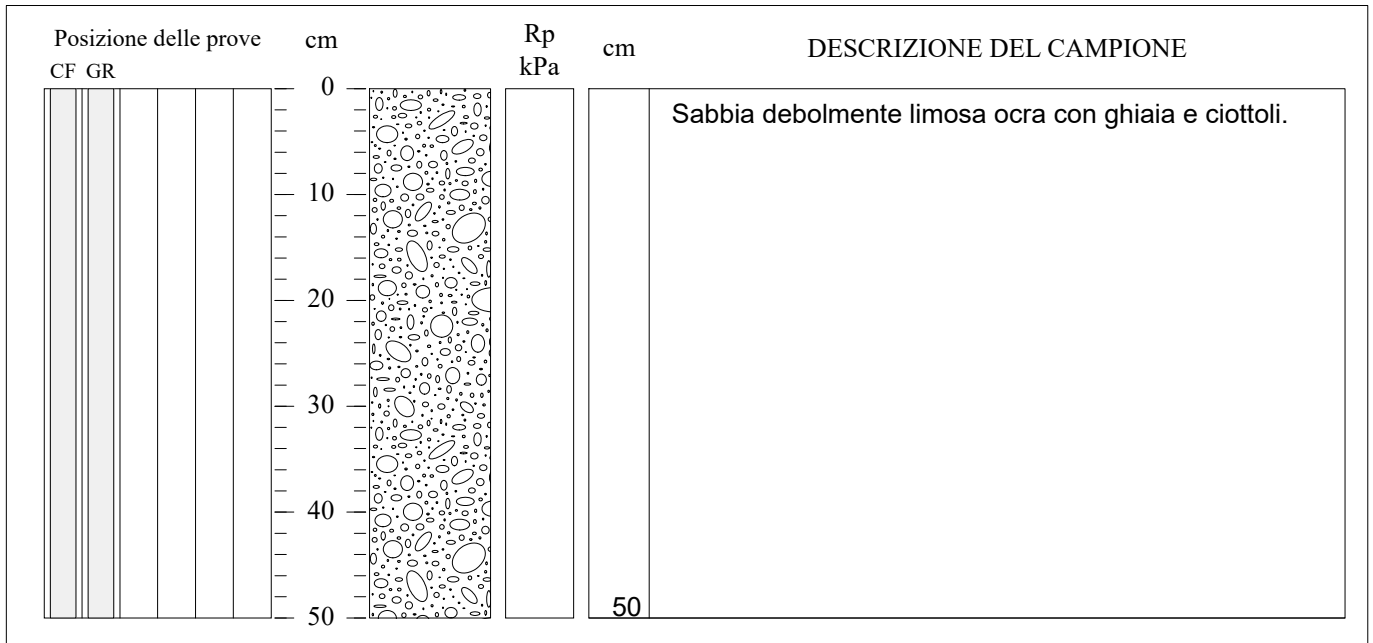 Posizione delle prove cm Rp kPa cm DESCRIZIONE DEL CAMPIONE
CF GR
0
Sabbia debolmente limosa ocra con ghiaia e ciottoli.
10
20
30
40
50
50